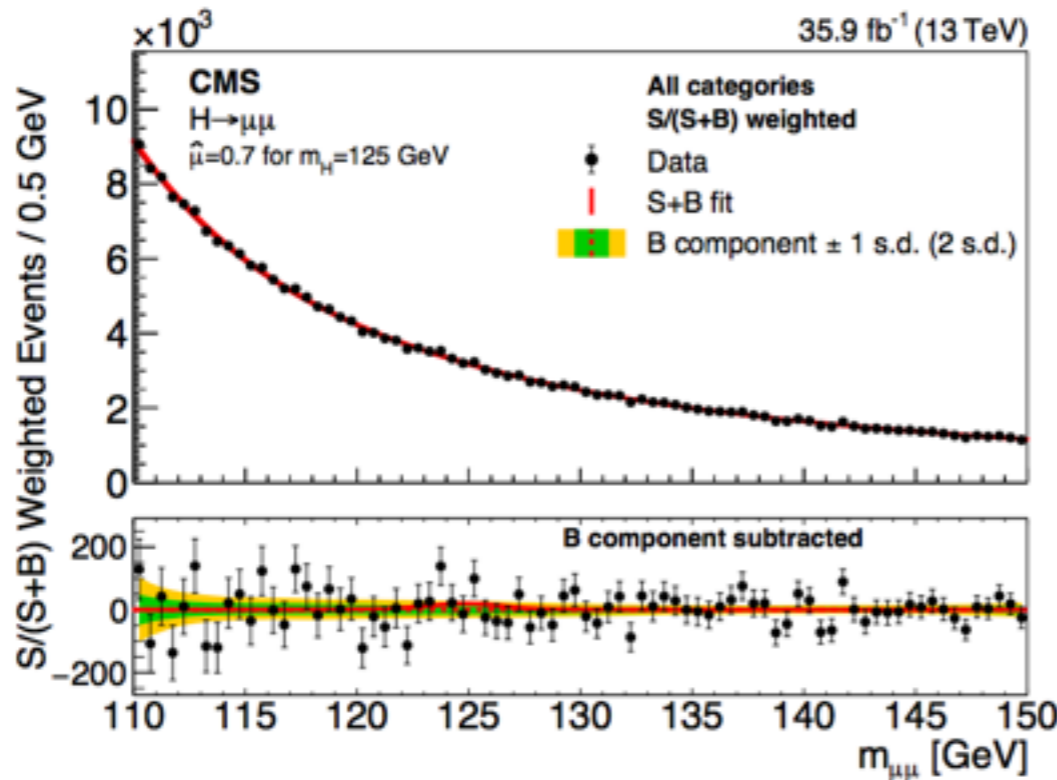 ×10³
35.9 fb⁻¹ (13 TeV)
CMS
H→μμ
μ̂=0.7 for m_H=125 GeV
All categories
S/(S+B) weighted
Data
S+B fit
B component ± 1 s.d. (2 s.d.)
S/(S+B) Weighted Events / 0.5 GeV
10
8
6
4
2
0
B component subtracted
200
0
−200
110 115 120 125 130 135 140 145 150
m_μμ [GeV]